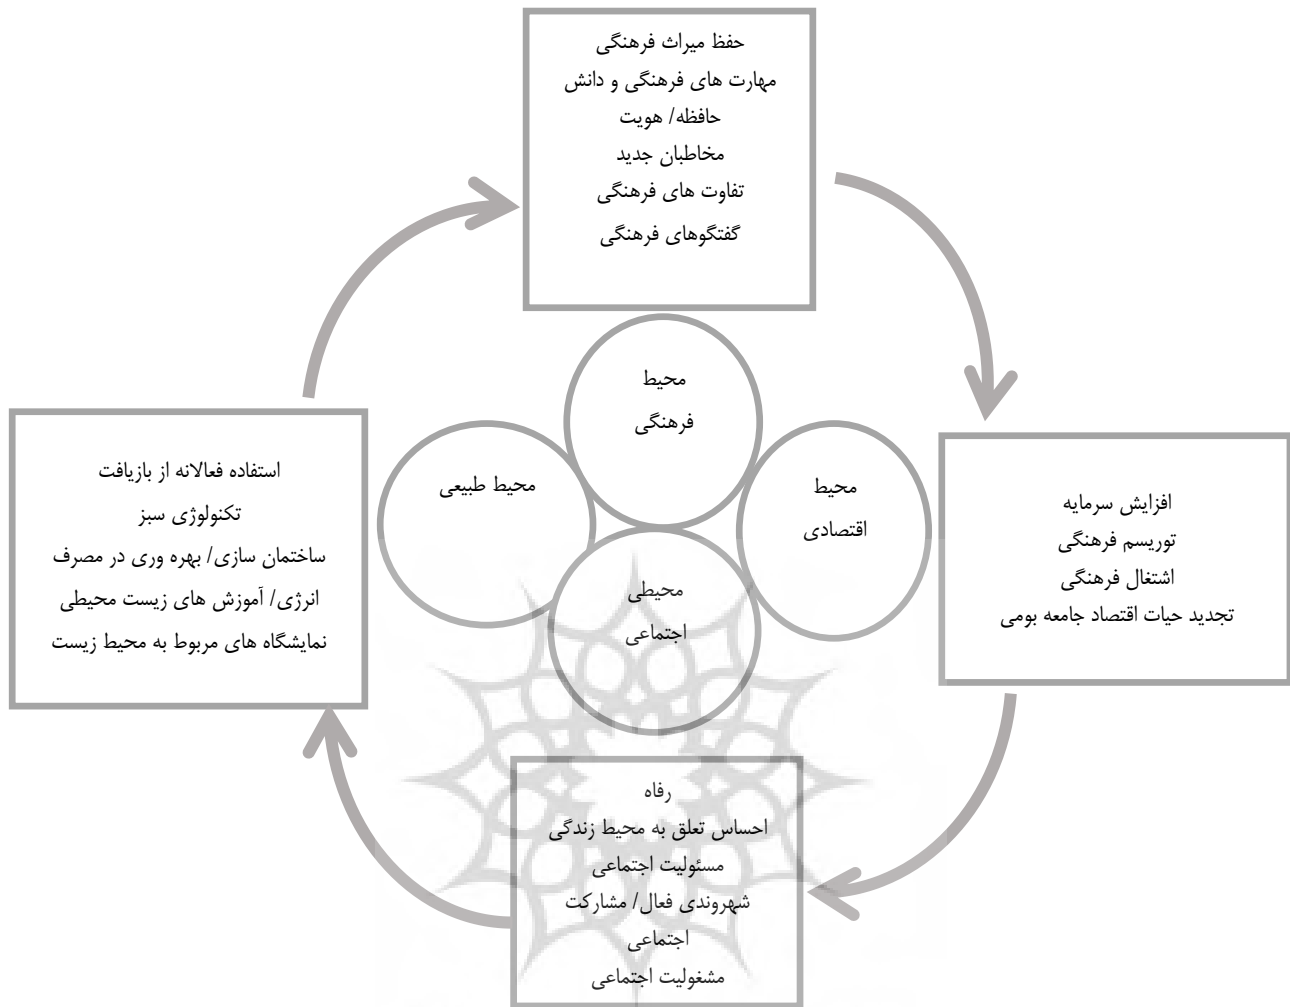 حفظ میراث فرهنگی
مهارت های فرهنگی و دانش
حافظه/ هویت
مخاطبان جدید
تفاوت های فرهنگی
گفتگوهای فرهنگی
محیط
فرهنگی
محیط
اقتصادی
محیط طبیعی
محیطی
اجتماعی
افزایش سرمایه
توریسم فرهنگی
اشتغال فرهنگی
تجدید حیات اقتصاد جامعه بومی
استفاده فعالانه از بازیافت
تکنولوژی سبز
ساختمان سازی/ بهره وری در مصرف
انرژی/ آموزش های زیست محیطی
نمایشگاه های مربوط به محیط زیست
رفاه
احساس تعلق به محیط زندگی
مسئولیت اجتماعی
شهروندی فعال/ مشارکت
اجتماعی
مشغولیت اجتماعی